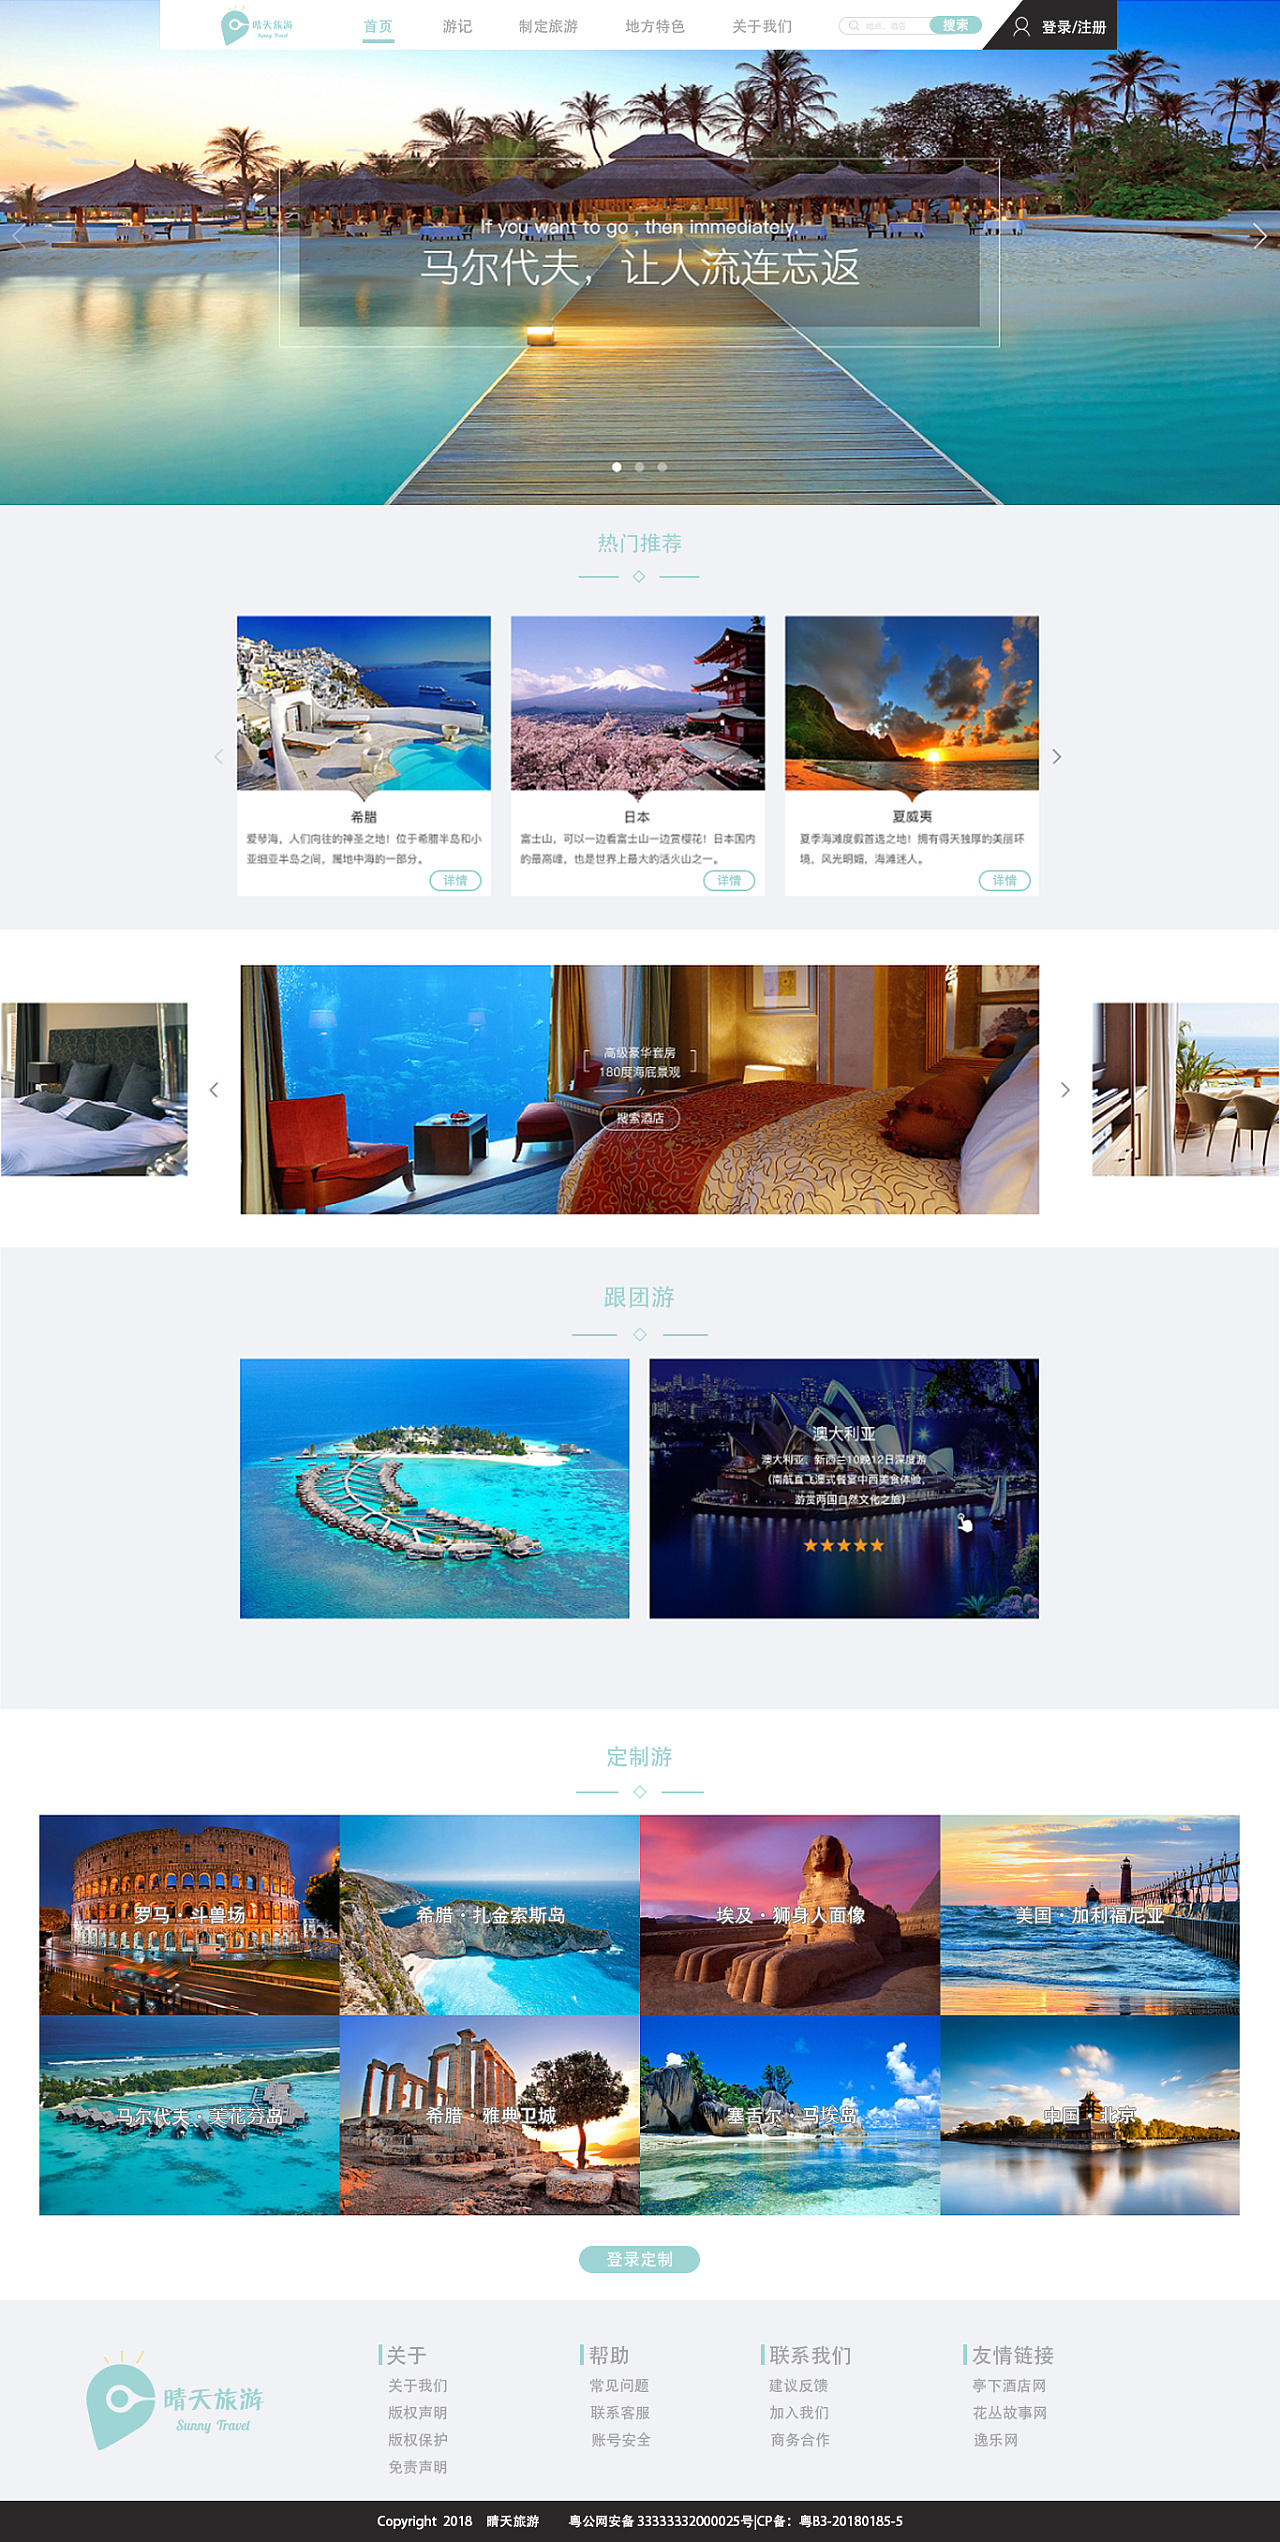 晴天旅游
Sunny Travel
首页
游记
制定旅游
地方特色
关于我们
地点、酒店
搜索
登录/注册
If you want to go , then immediately.
马尔代夫，让人流连忘返
热门推荐
希腊
爱琴海，人们向往的神圣之地！位于希腊半岛和小
亚细亚半岛之间，属地中海的一部分。
详情
日本
富士山，可以一边看富士山一边赏樱花！日本国内
的最高峰，也是世界上最大的活火山之一。
详情
夏威夷
夏季海滩度假首选之地！拥有得天独厚的美丽环
境，风光明媚，海滩迷人。
详情
高级豪华套房
180度海底景观
搜索酒店
跟团游
澳大利亚
澳大利亚、新西兰10晚12日深度游
（南航直飞澳式餐宴中西美食体验，
游览两国自然文化之旅）
定制游
罗马·斗兽场
希腊·扎金索斯岛
埃及·狮身人面像
美国·加利福尼亚
马尔代夫·芙花芬岛
希腊·雅典卫城
塞舌尔·马埃岛
中国·北京
登录定制
晴天旅游
Sunny Travel
关于
关于我们
版权声明
版权保护
免责声明
帮助
常见问题
联系客服
账号安全
联系我们
建议反馈
加入我们
商务合作
友情链接
亭下酒店网
花丛故事网
逸乐网
Copyright 2018 晴天旅游 粤公网安备 33333332000025号|CP备：粤B3-20180185-5